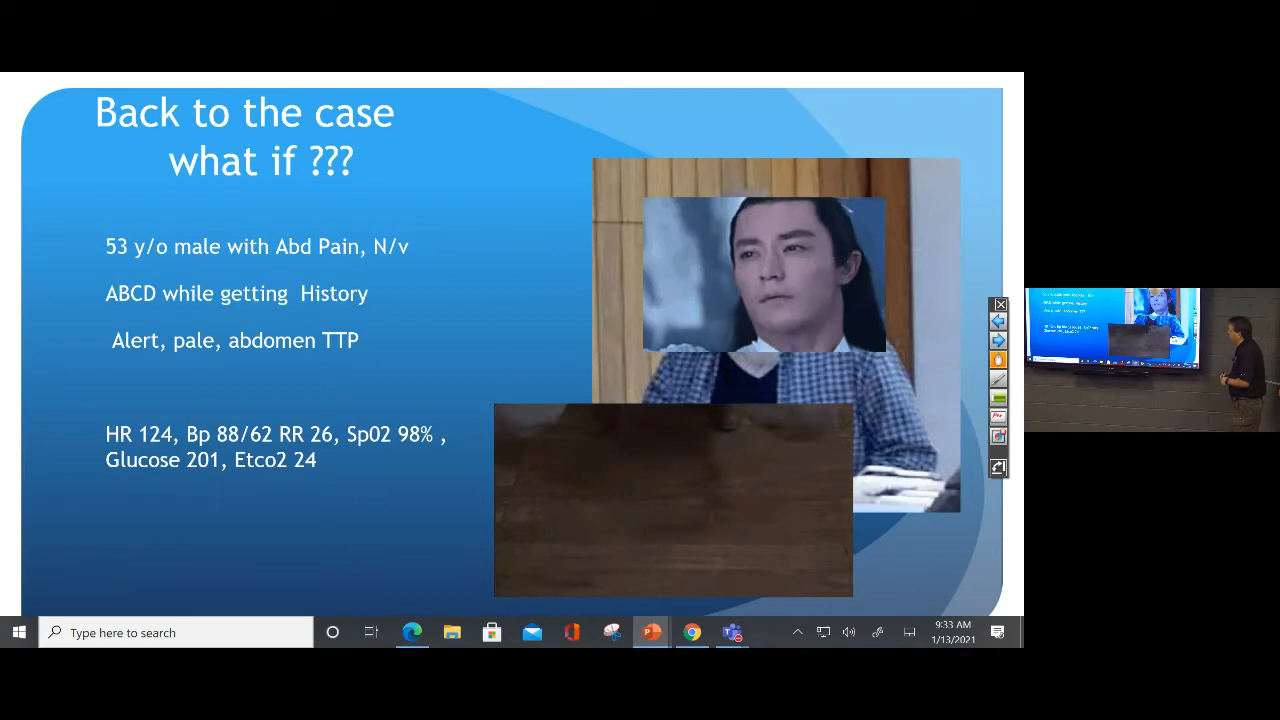 Back to the case
what if ???
53 y/o male with Abd Pain, N/v
ABCD while getting History
Alert, pale, abdomen TTP
HR 124, Bp 88/62 RR 26, Sp02 98% ,
Glucose 201, Etco2 24
Type here to search
9:33 AM
1/13/2021